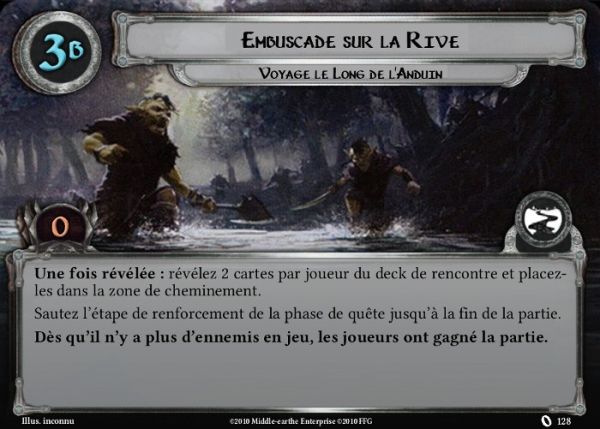 3B
Embuscade sur la Rive
Voyage le Long de l'Anduin
0
Une fois révélée : révélez 2 cartes par joueur du deck de rencontre et placez-
les dans la zone de cheminement.
Sautez l'étape de renforcement de la phase de quête jusqu'à la fin de la partie.
Dès qu'il n'y a plus d'ennemis en jeu, les joueurs ont gagné la partie.
Illus. inconnu
©2010 Middle-earthe Enterprise ©2010 FFG
128